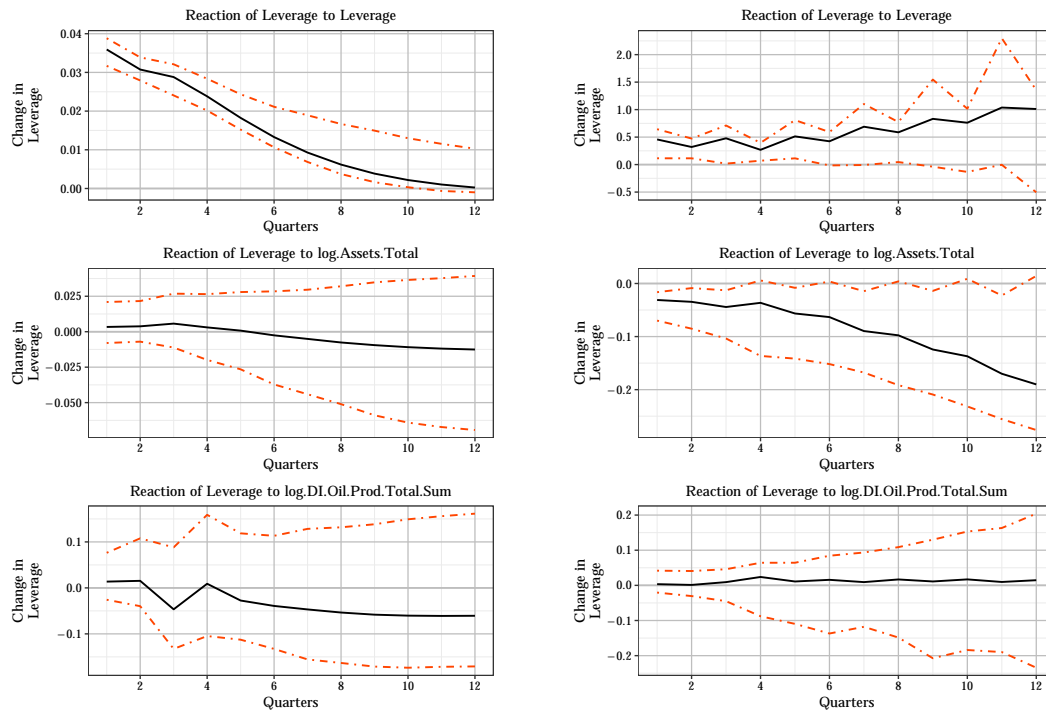 Reaction of Leverage to Leverage
Change in
Leverage
0.04
0.03
0.02
0.01
0.00
2 4 6 8 10 12
Quarters
Reaction of Leverage to Leverage
Change in
Leverage
2.0
1.5
1.0
0.5
0.0
−0.5
2 4 6 8 10 12
Quarters
Reaction of Leverage to log.Assets.Total
Change in
Leverage
0.025
0.000
−0.025
−0.050
2 4 6 8 10 12
Quarters
Reaction of Leverage to log.Assets.Total
Change in
Leverage
0.0
−0.1
−0.2
2 4 6 8 10 12
Quarters
Reaction of Leverage to log.DI.Oil.Prod.Total.Sum
Change in
Leverage
0.1
0.0
−0.1
2 4 6 8 10 12
Quarters
Reaction of Leverage to log.DI.Oil.Prod.Total.Sum
Change in
Leverage
0.2
0.1
0.0
−0.1
−0.2
2 4 6 8 10 12
Quarters